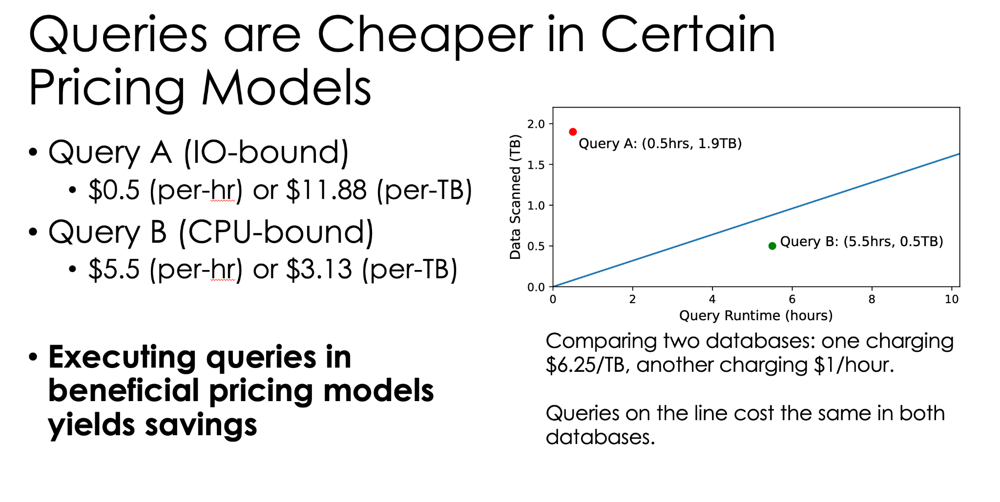 Queries are Cheaper in Certain
Pricing Models
• Query A (IO-bound)
• $0.5 (per-hr) or $11.88 (per-TB)
• Query B (CPU-bound)
• $5.5 (per-hr) or $3.13 (per-TB)
• Executing queries in
beneficial pricing models
yields savings
Data Scanned (TB)
2.0
1.5
1.0
0.5
0.0
Query A: (0.5hrs, 1.9TB)
Query B: (5.5hrs, 0.5TB)
0 2 4 6 8 10
Query Runtime (hours)
Comparing two databases: one charging
$6.25/TB, another charging $1/hour.
Queries on the line cost the same in both
databases.